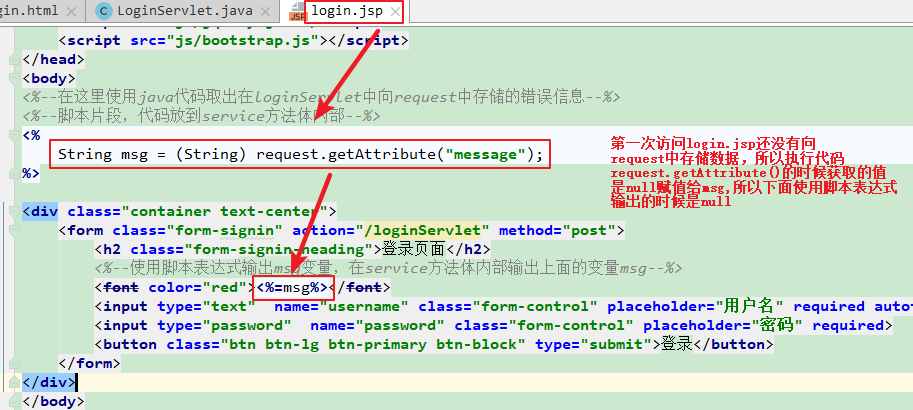 gin.html LoginServlet.java login.jsp
<script src="js/bootstrap.js"></script>
</head>
<body>
<%--在这里使用java代码取出在loginServlet中向request中存储的错误信息--%>
<%--脚本片段，代码放到service方法体内部--%>
<%
String msg = (String) request.getAttribute("message");
%>
第一次访问login.jsp还没有向
request中存储数据，所以执行代码
request.getAttribute()的时候获取的值
是null赋值给msg,所以下面使用脚本表达式
输出的时候是null
<div class="container text-center">
<form class="form-signin" action="/loginServlet" method="post">
<h2 class="form-signin-heading">登录页面</h2>
<%--使用脚本表达式输出msg变量，在service方法体内部输出上面的变量msg--%>
<font color="red"><%=msg%></font>
<input type="text" name="username" class="form-control" placeholder="用户名" required
<input type="password" name="password" class="form-control" placeholder="密码" required>
<button class="btn btn-lg btn-primary btn-block" type="submit">登录</button>
</form>
</div>
</body>